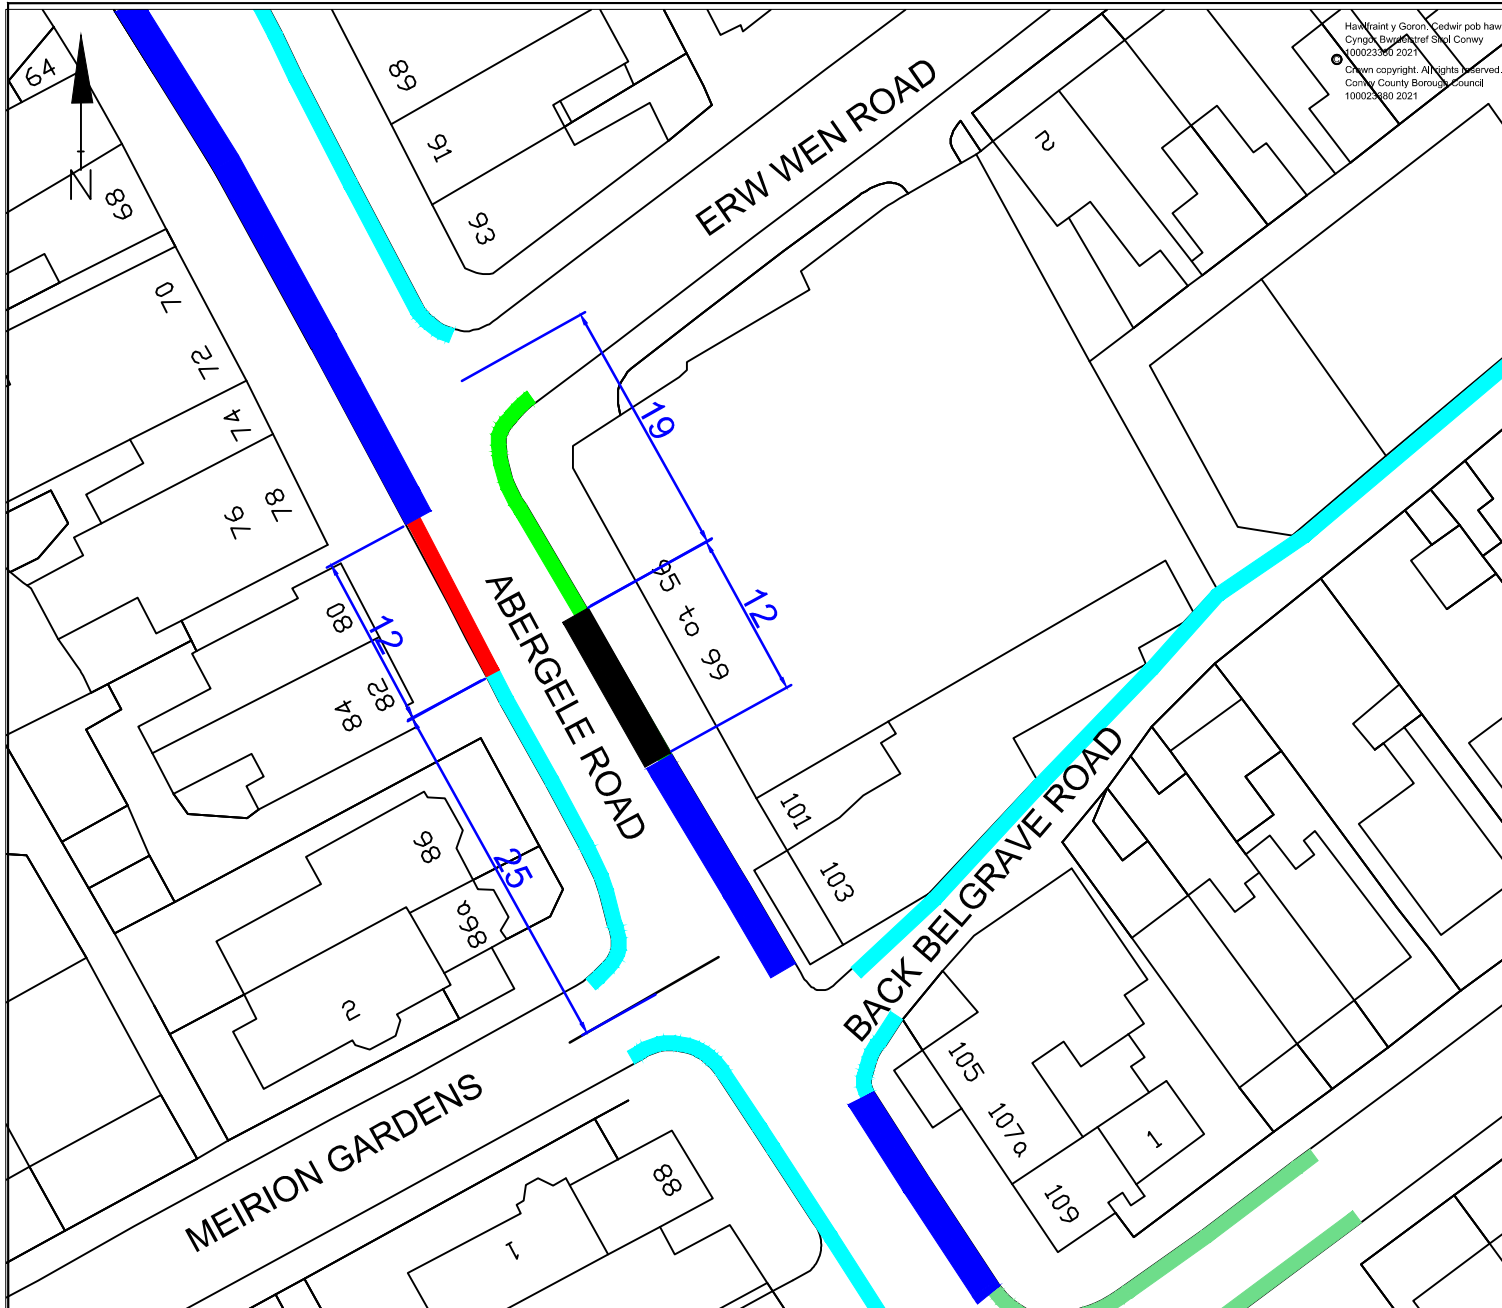 Hawlfraint y Goron. Cedwir pob haw
Cyngor Bwrdeistref Sirol Conwy
100023380 2021
©
Crown copyright. All rights reserved.
Conwy County Borough Council
100023380 2021
64
N
68
70
72
74
78
76
89
91
93
ERW WEN ROAD
2
19
95 to 99
12
80
12
82
84
ABERGELE ROAD
86
25
86a
2
101
103
BACK BELGRAVE ROAD
105
107a
109
1
MEIRION GARDENS
88
1